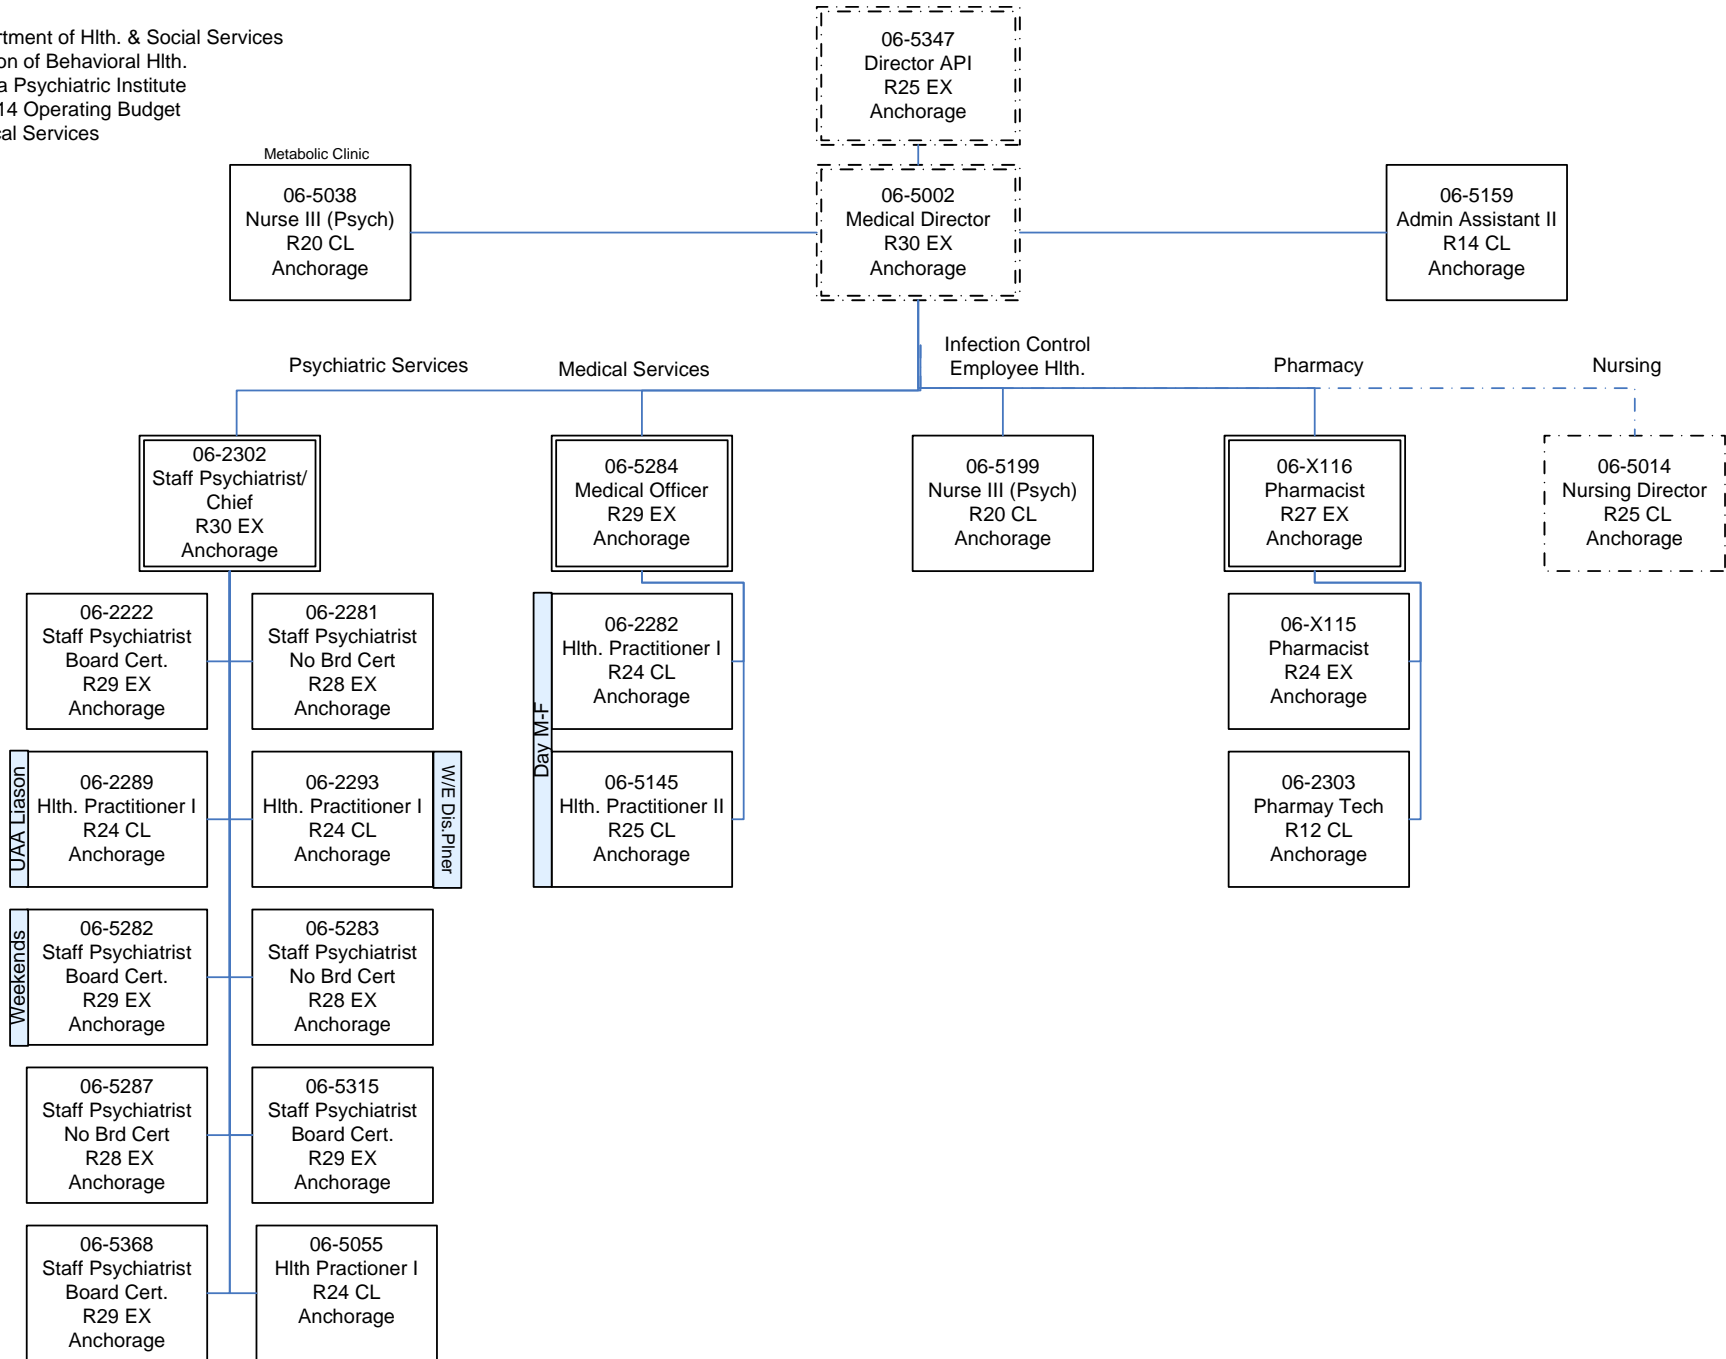 rtment of Hlth. & Social Services
on of Behavioral Hlth.
a Psychiatric Institute
14 Operating Budget
cal Services
06-5347
Director API
R25 EX
Anchorage
Metabolic Clinic
06-5038
Nurse III (Psych)
R20 CL
Anchorage
06-5002
Medical Director
R30 EX
Anchorage
06-5159
Admin Assistant II
R14 CL
Anchorage
Psychiatric Services
Medical Services
Infection Control
Employee Hlth.
Pharmacy
Nursing
06-2302
Staff Psychiatrist/
Chief
R30 EX
Anchorage
06-5284
Medical Officer
R29 EX
Anchorage
06-5199
Nurse III (Psych)
R20 CL
Anchorage
06-X116
Pharmacist
R27 EX
Anchorage
06-5014
Nursing Director
R25 CL
Anchorage
06-2222
Staff Psychiatrist
Board Cert.
R29 EX
Anchorage
06-2281
Staff Psychiatrist
No Brd Cert
R28 EX
Anchorage
Day M-F
06-2282
Hlth. Practitioner I
R24 CL
Anchorage
06-X115
Pharmacist
R24 EX
Anchorage
UAA Liason
06-2289
Hlth. Practitioner I
R24 CL
Anchorage
06-2293
Hlth. Practitioner I
R24 CL
Anchorage
W/E Dis.Plner
06-5145
Hlth. Practitioner II
R25 CL
Anchorage
06-2303
Pharmay Tech
R12 CL
Anchorage
Weekends
06-5282
Staff Psychiatrist
Board Cert.
R29 EX
Anchorage
06-5283
Staff Psychiatrist
No Brd Cert
R28 EX
Anchorage
06-5287
Staff Psychiatrist
No Brd Cert
R28 EX
Anchorage
06-5315
Staff Psychiatrist
Board Cert.
R29 EX
Anchorage
06-5368
Staff Psychiatrist
Board Cert.
R29 EX
Anchorage
06-5055
Hlth Practioner I
R24 CL
Anchorage